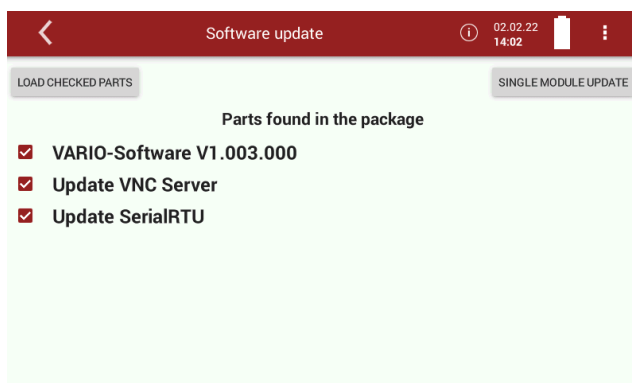 Software update
02.02.22
14:02
LOAD CHECKED PARTS
SINGLE MODULE UPDATE
Parts found in the package
VARIO-Software V1.003.000
Update VNC Server
Update SerialRTU